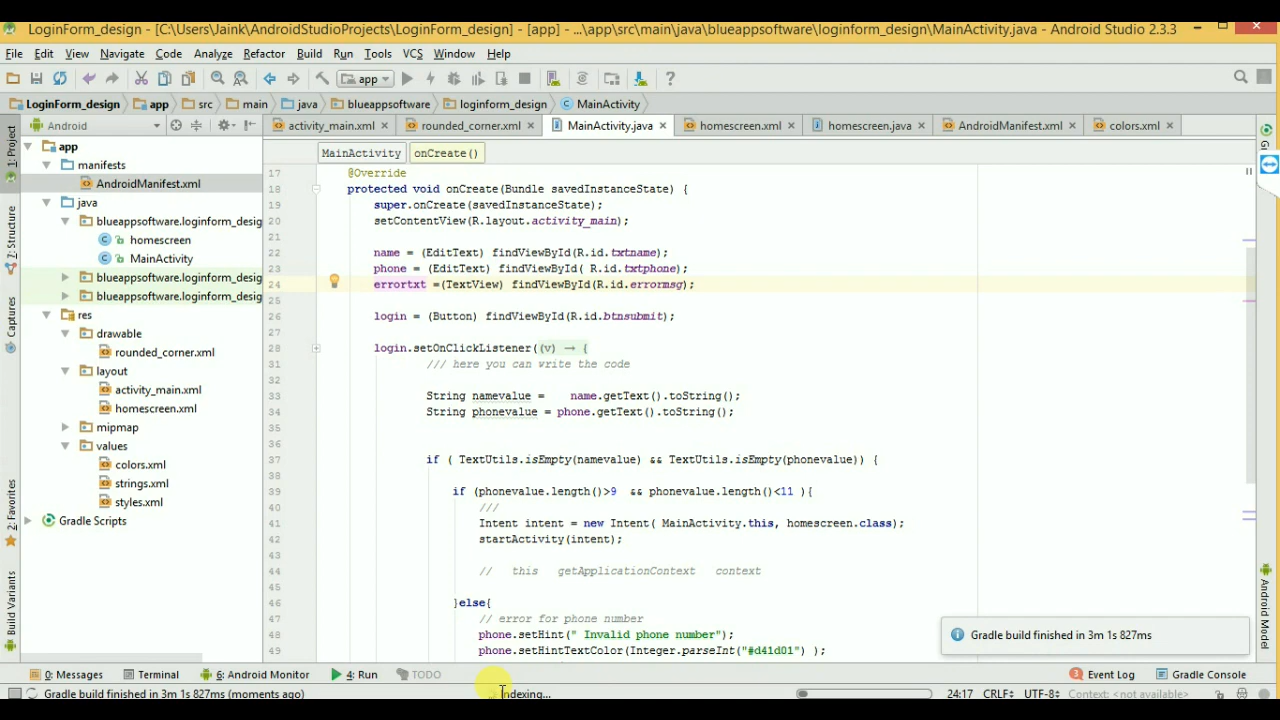 LoginForm_design - [C:\Users\Jaink\AndroidStudioProjects\LoginForm_design] - [app] - ...\app\src\main\java\blueappsoftware\loginform_design\MainActivity.java - Android Studio 2.3.3
File Edit View Navigate Code Analyze Refactor Build Run Tools VCS Window Help
app
LoginForm_design app src main java blueappsoftware loginform_design MainActivity
Android
activity_main.xml rounded_corner.xml MainActivity.java homescreen.xml homescreen.java AndroidManifest.xml colors.xml
1: Project
Z: Structure
Captures
2: Favorites
Build Variants
app
manifests
AndroidManifest.xml
java
blueappsoftware.loginform_desig
homescreen
MainActivity
blueappsoftware.loginform_desig
blueappsoftware.loginform_desig
res
drawable
rounded_corner.xml
layout
activity_main.xml
homescreen.xml
mipmap
values
colors.xml
strings.xml
styles.xml
Gradle Scripts
MainActivity onCreate()
17 @Override
18 protected void onCreate(Bundle savedInstanceState) {
19 super.onCreate(savedInstanceState);
20 setContentView(R.layout.activity_main);
21
22 name = (EditText) findViewById(R.id.txtname);
23 phone = (EditText) findViewById( R.id.txtphone);
24 errortxt =(TextView) findViewById(R.id.errormsg);
25
26 login = (Button) findViewById(R.id.btnsubmit);
27
28 login.setOnClickListener((v) → {
31 /// here you can write the code
32
33 String namevalue = name.getText().toString();
34 String phonevalue = phone.getText().toString();
35
36
37 if ( TextUtils.isEmpty(namevalue) && TextUtils.isEmpty(phonevalue)) {
38
39 if (phonevalue.length()>9 && phonevalue.length()<11 ){
40 ///
41 Intent intent = new Intent( MainActivity.this, homescreen.class);
42 startActivity(intent);
43
44 // this getApplicationContext context
45
46 }else{
47 // error for phone number
48 phone.setHint(" Invalid phone number");
49 phone.setHintTextColor(Integer.parseInt("#d41d01") );
Gradle build finished in 3m 1s 827ms
Android Model
0: Messages Terminal 6: Android Monitor 4: Run TODO Event Log Gradle Console
Gradle build finished in 3m 1s 827ms (moments ago) Indexing... 24:17 CRLF UTF-8 Context: <not available>